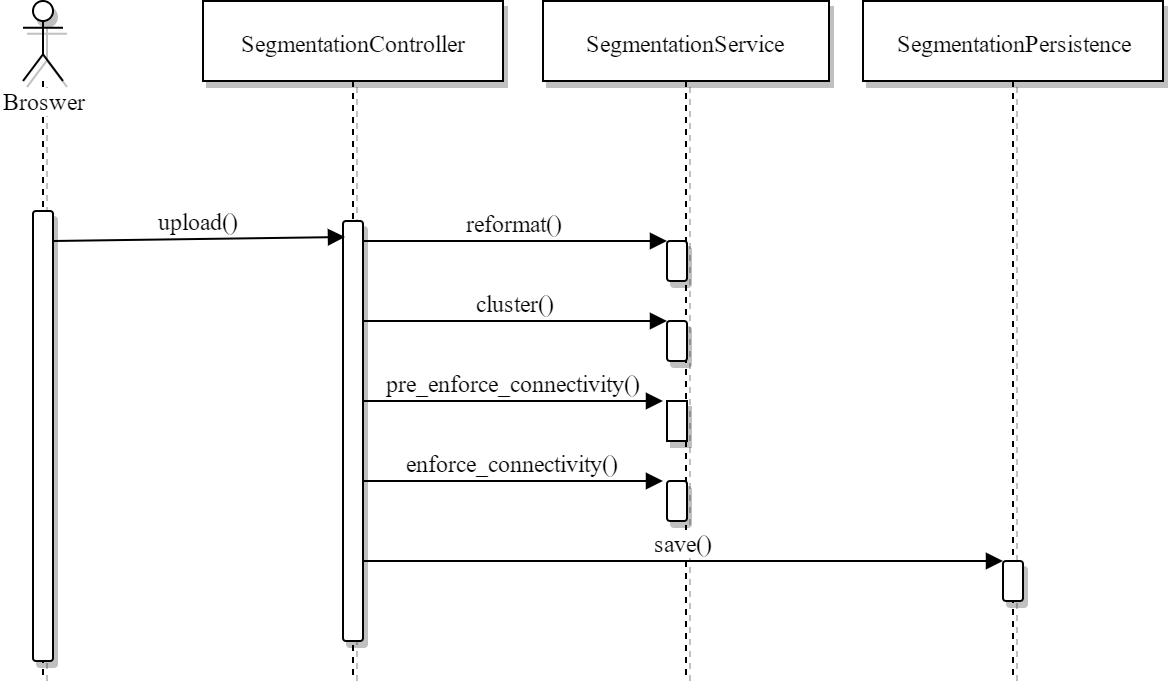 Broswer
SegmentationController
SegmentationService
SegmentationPersistence
upload()
reformat()
cluster()
pre_enforce_connectivity()
enforce_connectivity()
save()